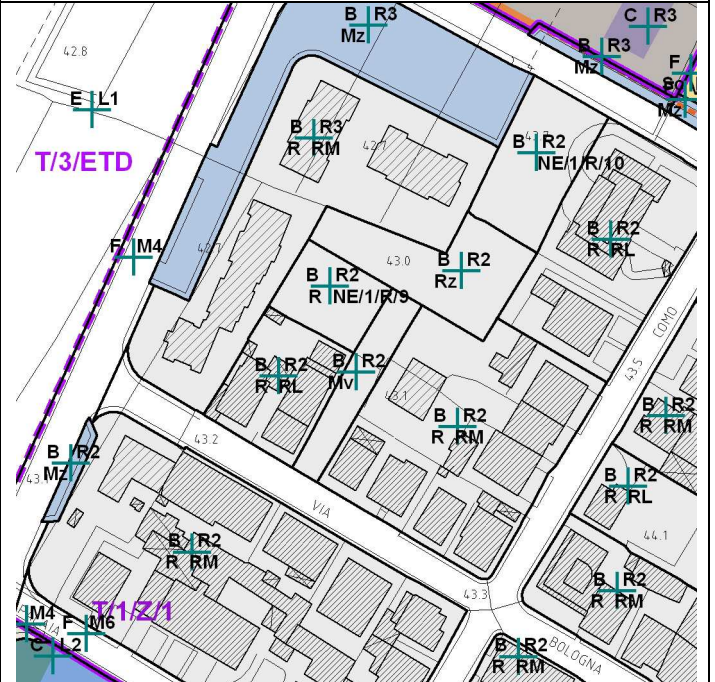 B R3
Mz
C R3
42.8
B R3
Mz
F
E L1
Mz
B R3
R RM
42.7
B R2
NE/1/R/10
T/3/ETD
B R2
R RL
F M4
42.7
43.0
B R2
Rz
B R2
R NE/1/R/9
COMO
43.5
B R2
R RL
B R2
Mv
43.1
B R2
R RM
B R2
R RM
43.2
B R2
Mz
43.1
B R2
R RL
VIA
44.1
B R2
R RM
B R2
R RM
43.3
T/1/Z/1
M4
F M6
C L2
B R2
R RM
BOLOGNA